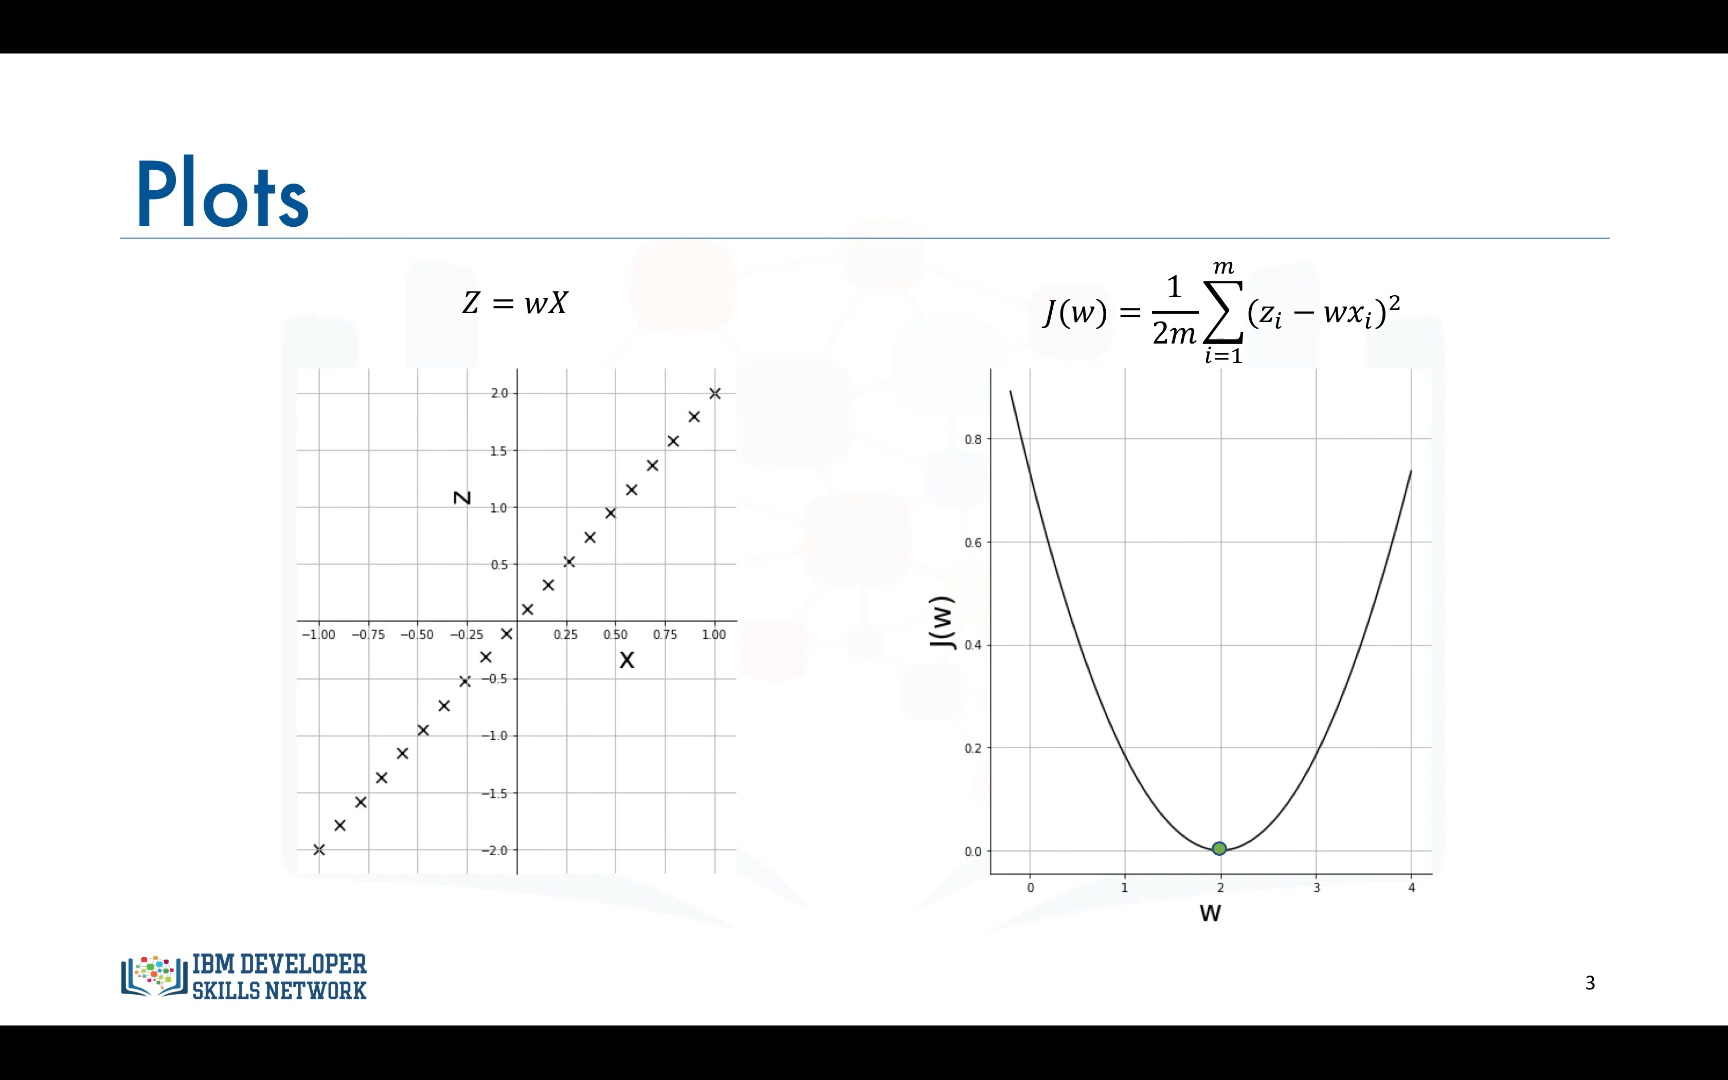 Plots
Z = wX
J(w) = \frac{1}{2m} \sum_{i=1}^{m} (z_i − wx_i)^2
2.0
1.5
Z
1.0
0.5
−1.00 −0.75 −0.50 −0.25 0.25 0.50 0.75 1.00
X
−0.5
−1.0
−1.5
−2.0
0.8
0.6
J(w)
0.4
0.2
0.0
0 1 2 3 4
w
IBM DEVELOPER
SKILLS NETWORK
3